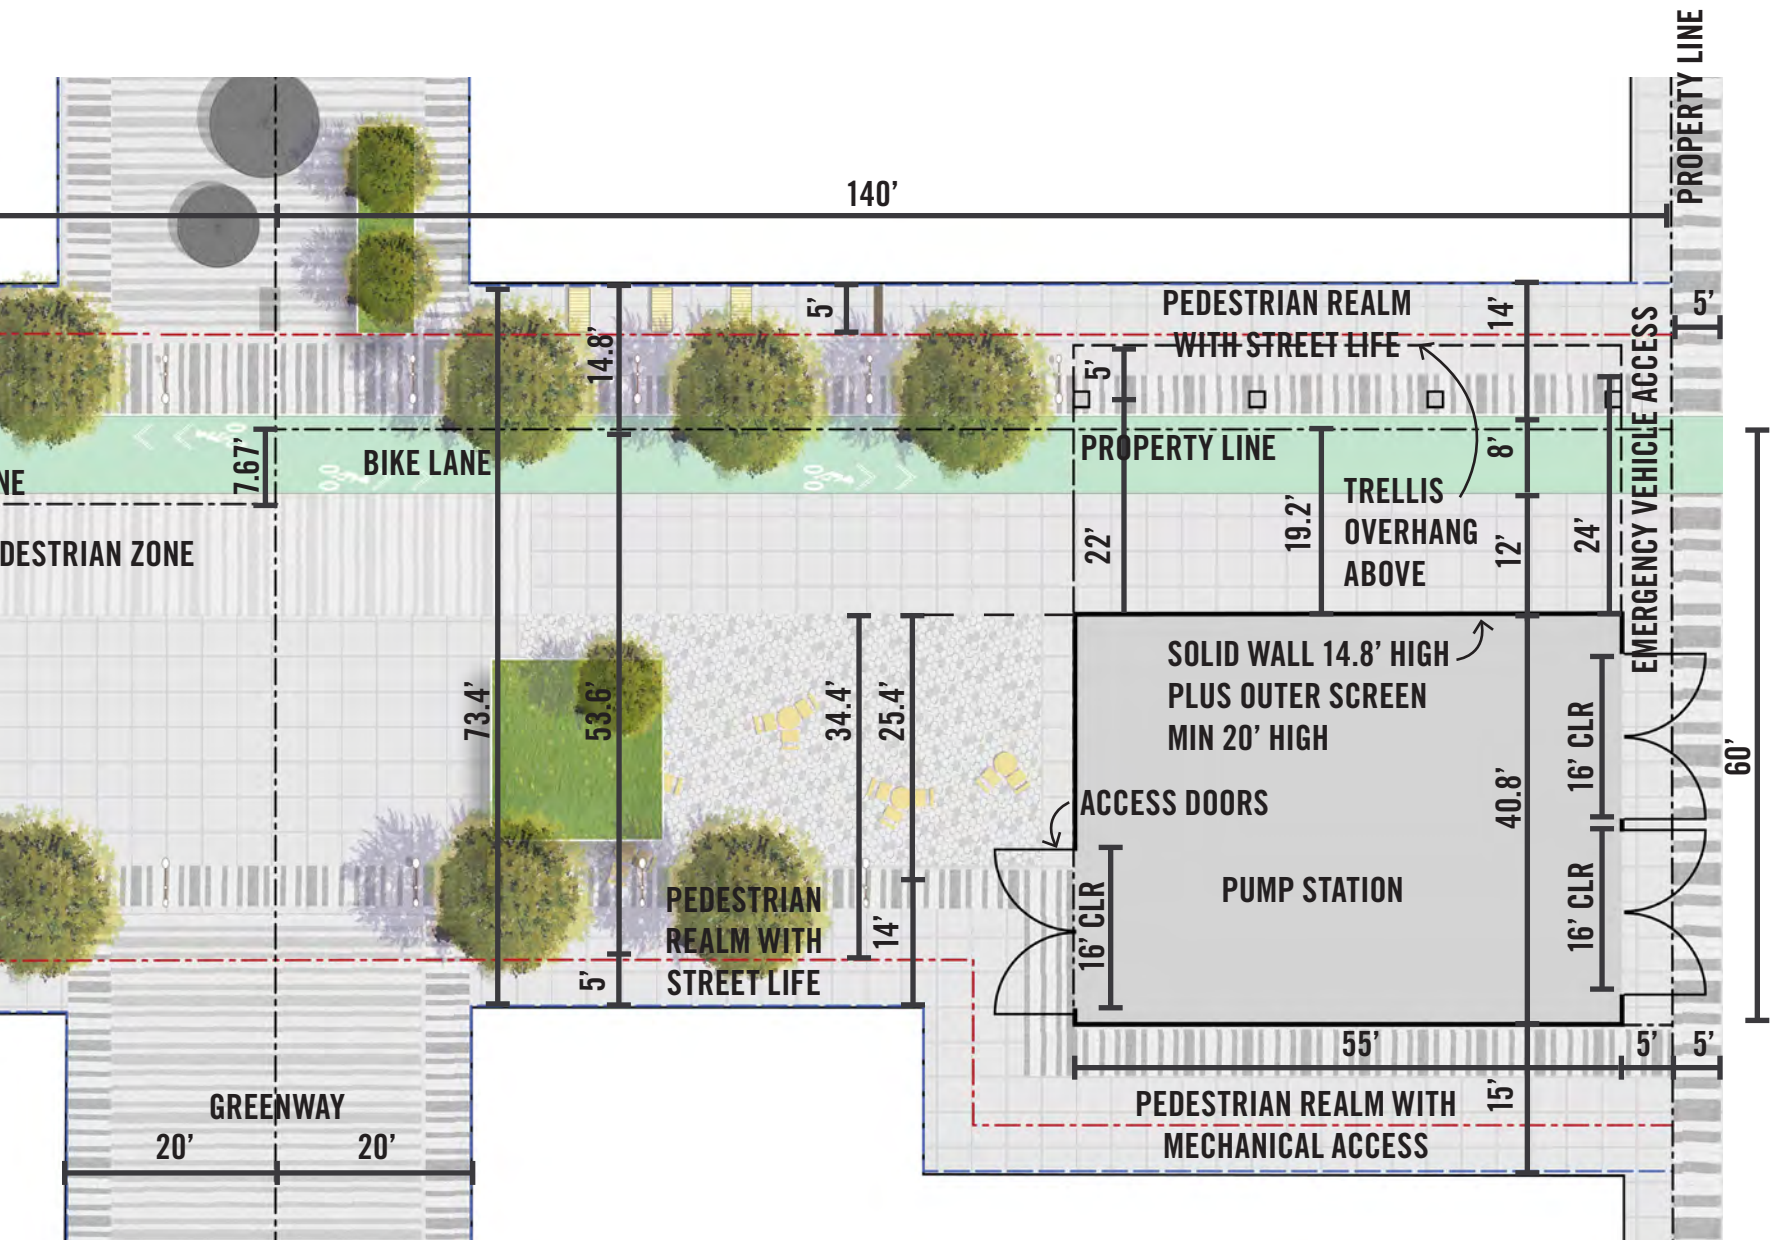 PROPERTY LINE
140'
5'
14.8'
PEDESTRIAN REALM
WITH STREET LIFE
14'
5'
5'
EMERGENCY VEHICLE ACCESS
7.67'
BIKE LANE
PROPERTY LINE
8'
NE
TRELLIS
OVERHANG
ABOVE
22'
19.2'
12'
24'
DESTRIAN ZONE
SOLID WALL 14.8' HIGH
PLUS OUTER SCREEN
MIN 20' HIGH
73.4'
53.6'
34.4'
25.4'
16' CLR
60'
ACCESS DOORS
40.8'
PUMP STATION
PEDESTRIAN
REALM WITH
STREET LIFE
14'
16' CLR
16' CLR
5'
55'
5'
5'
GREENWAY
PEDESTRIAN REALM WITH
MECHANICAL ACCESS
15'
20'
20'